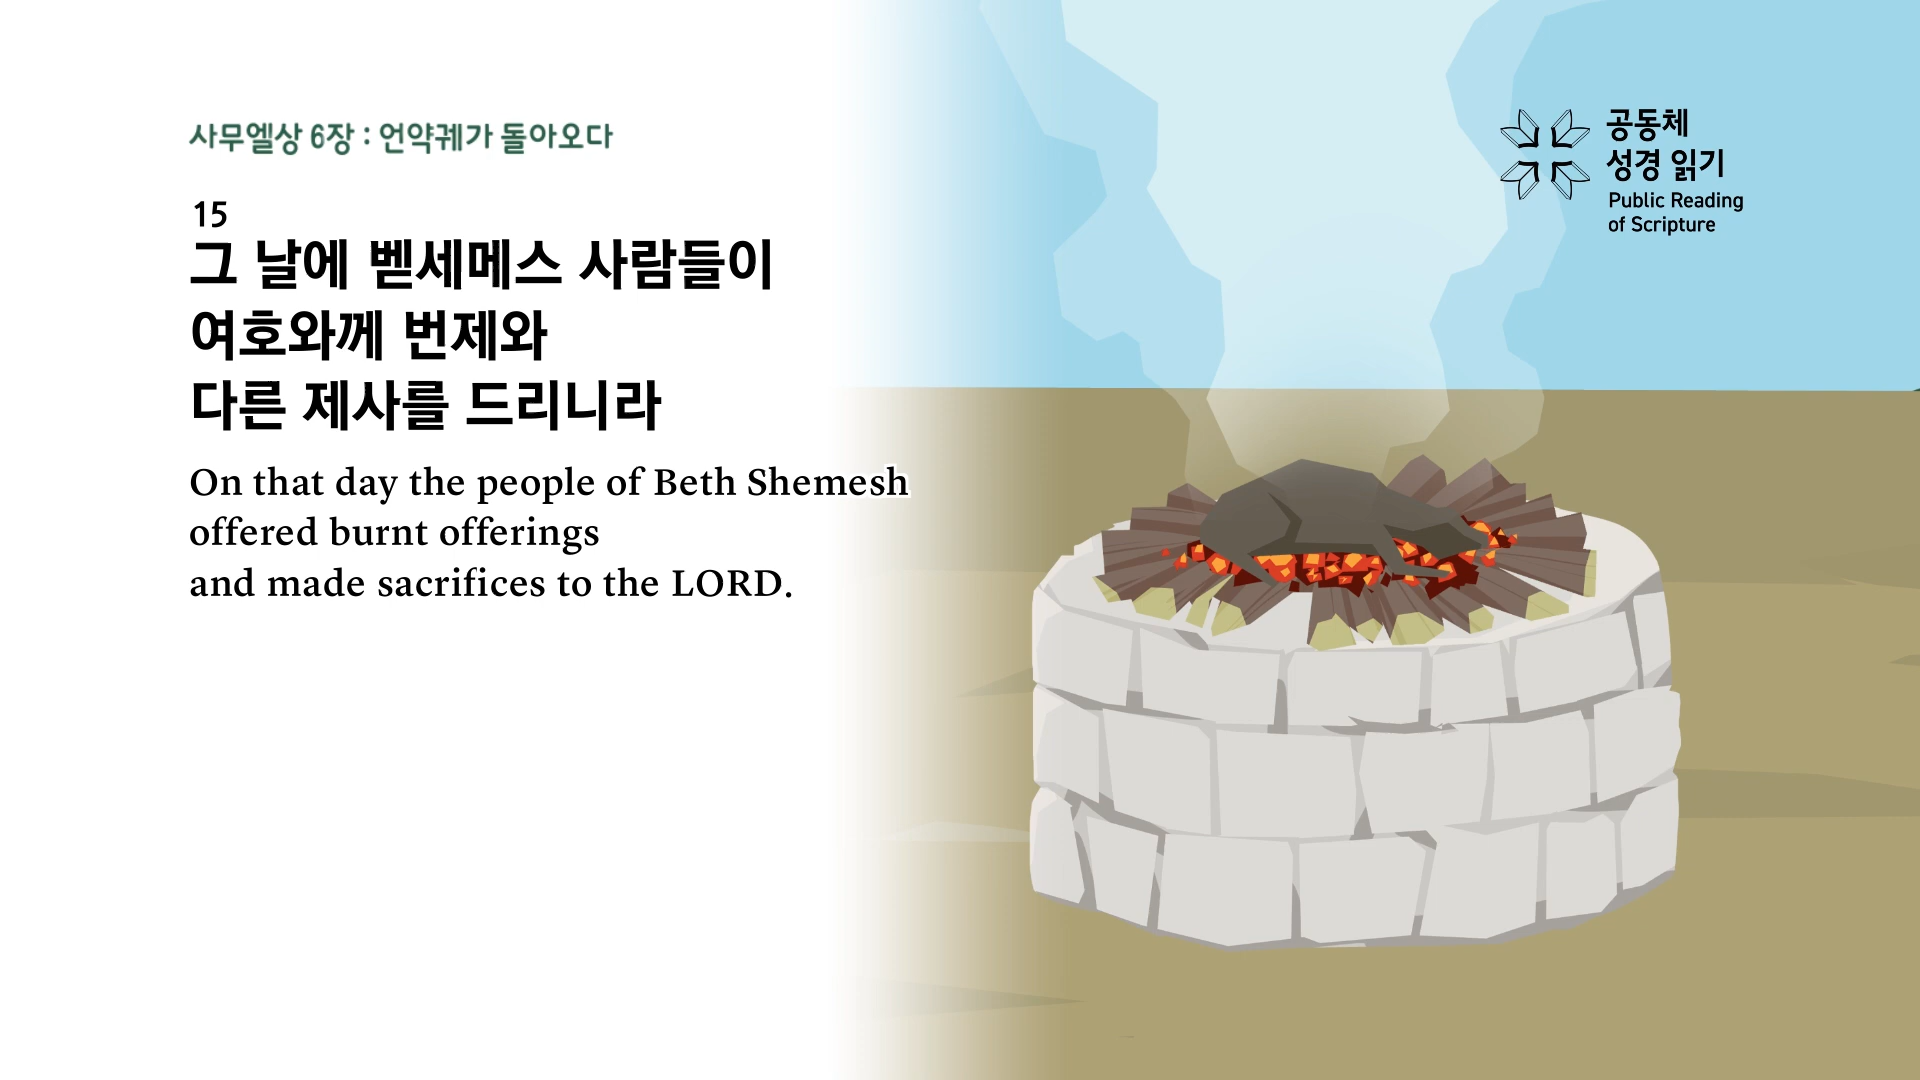 사무엘상 6장 : 언약궤가 돌아오다
15
그 날에 벧세메스 사람들이
여호와께 번제와
다른 제사를 드리니라
On that day the people of Beth Shemesh
offered burnt offerings
and made sacrifices to the LORD.
공동체
성경 읽기
Public Reading
of Scripture